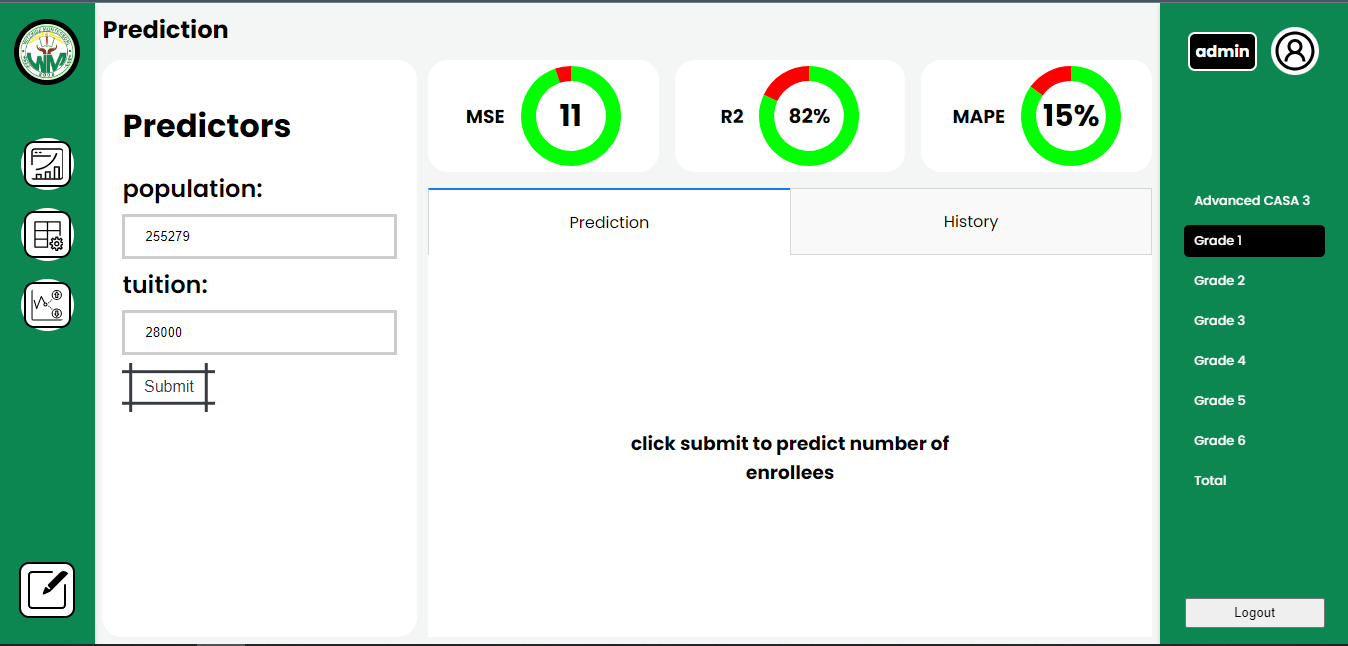 Prediction
Predictors
population:
255279
tuition:
28000
Submit
MSE
11
R2
82%
MAPE
15%
Prediction
History
click submit to predict number of
enrollees
admin
Advanced CASA 3
Grade 1
Grade 2
Grade 3
Grade 4
Grade 5
Grade 6
Total
Logout